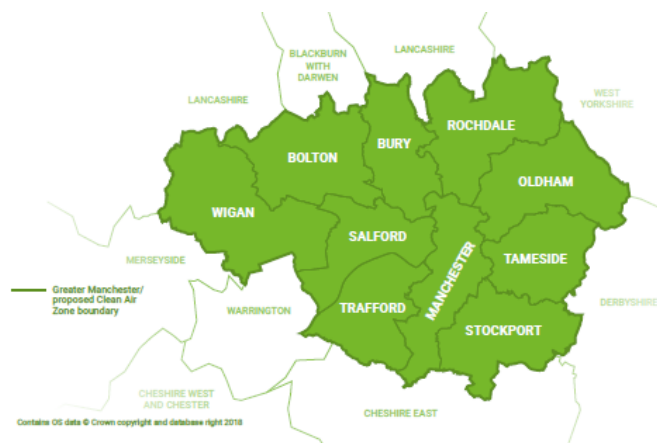 BLACKBURN
WITH
DARWEN
LANCASHIRE
LANCASHIRE
WEST
YORKSHIRE
ROCHDALE
BURY
BOLTON
OLDHAM
WIGAN
SALFORD
MANCHESTER
TAMESIDE
MERSEYSIDE
Greater Manchester/
proposed Clean Air
Zone boundary
WARRINGTON
TRAFFORD
DERBYSHIRE
STOCKPORT
CHESHIRE WEST
AND CHESTER
CHESHIRE EAST
Contains OS data © Crown copyright and database right 2018